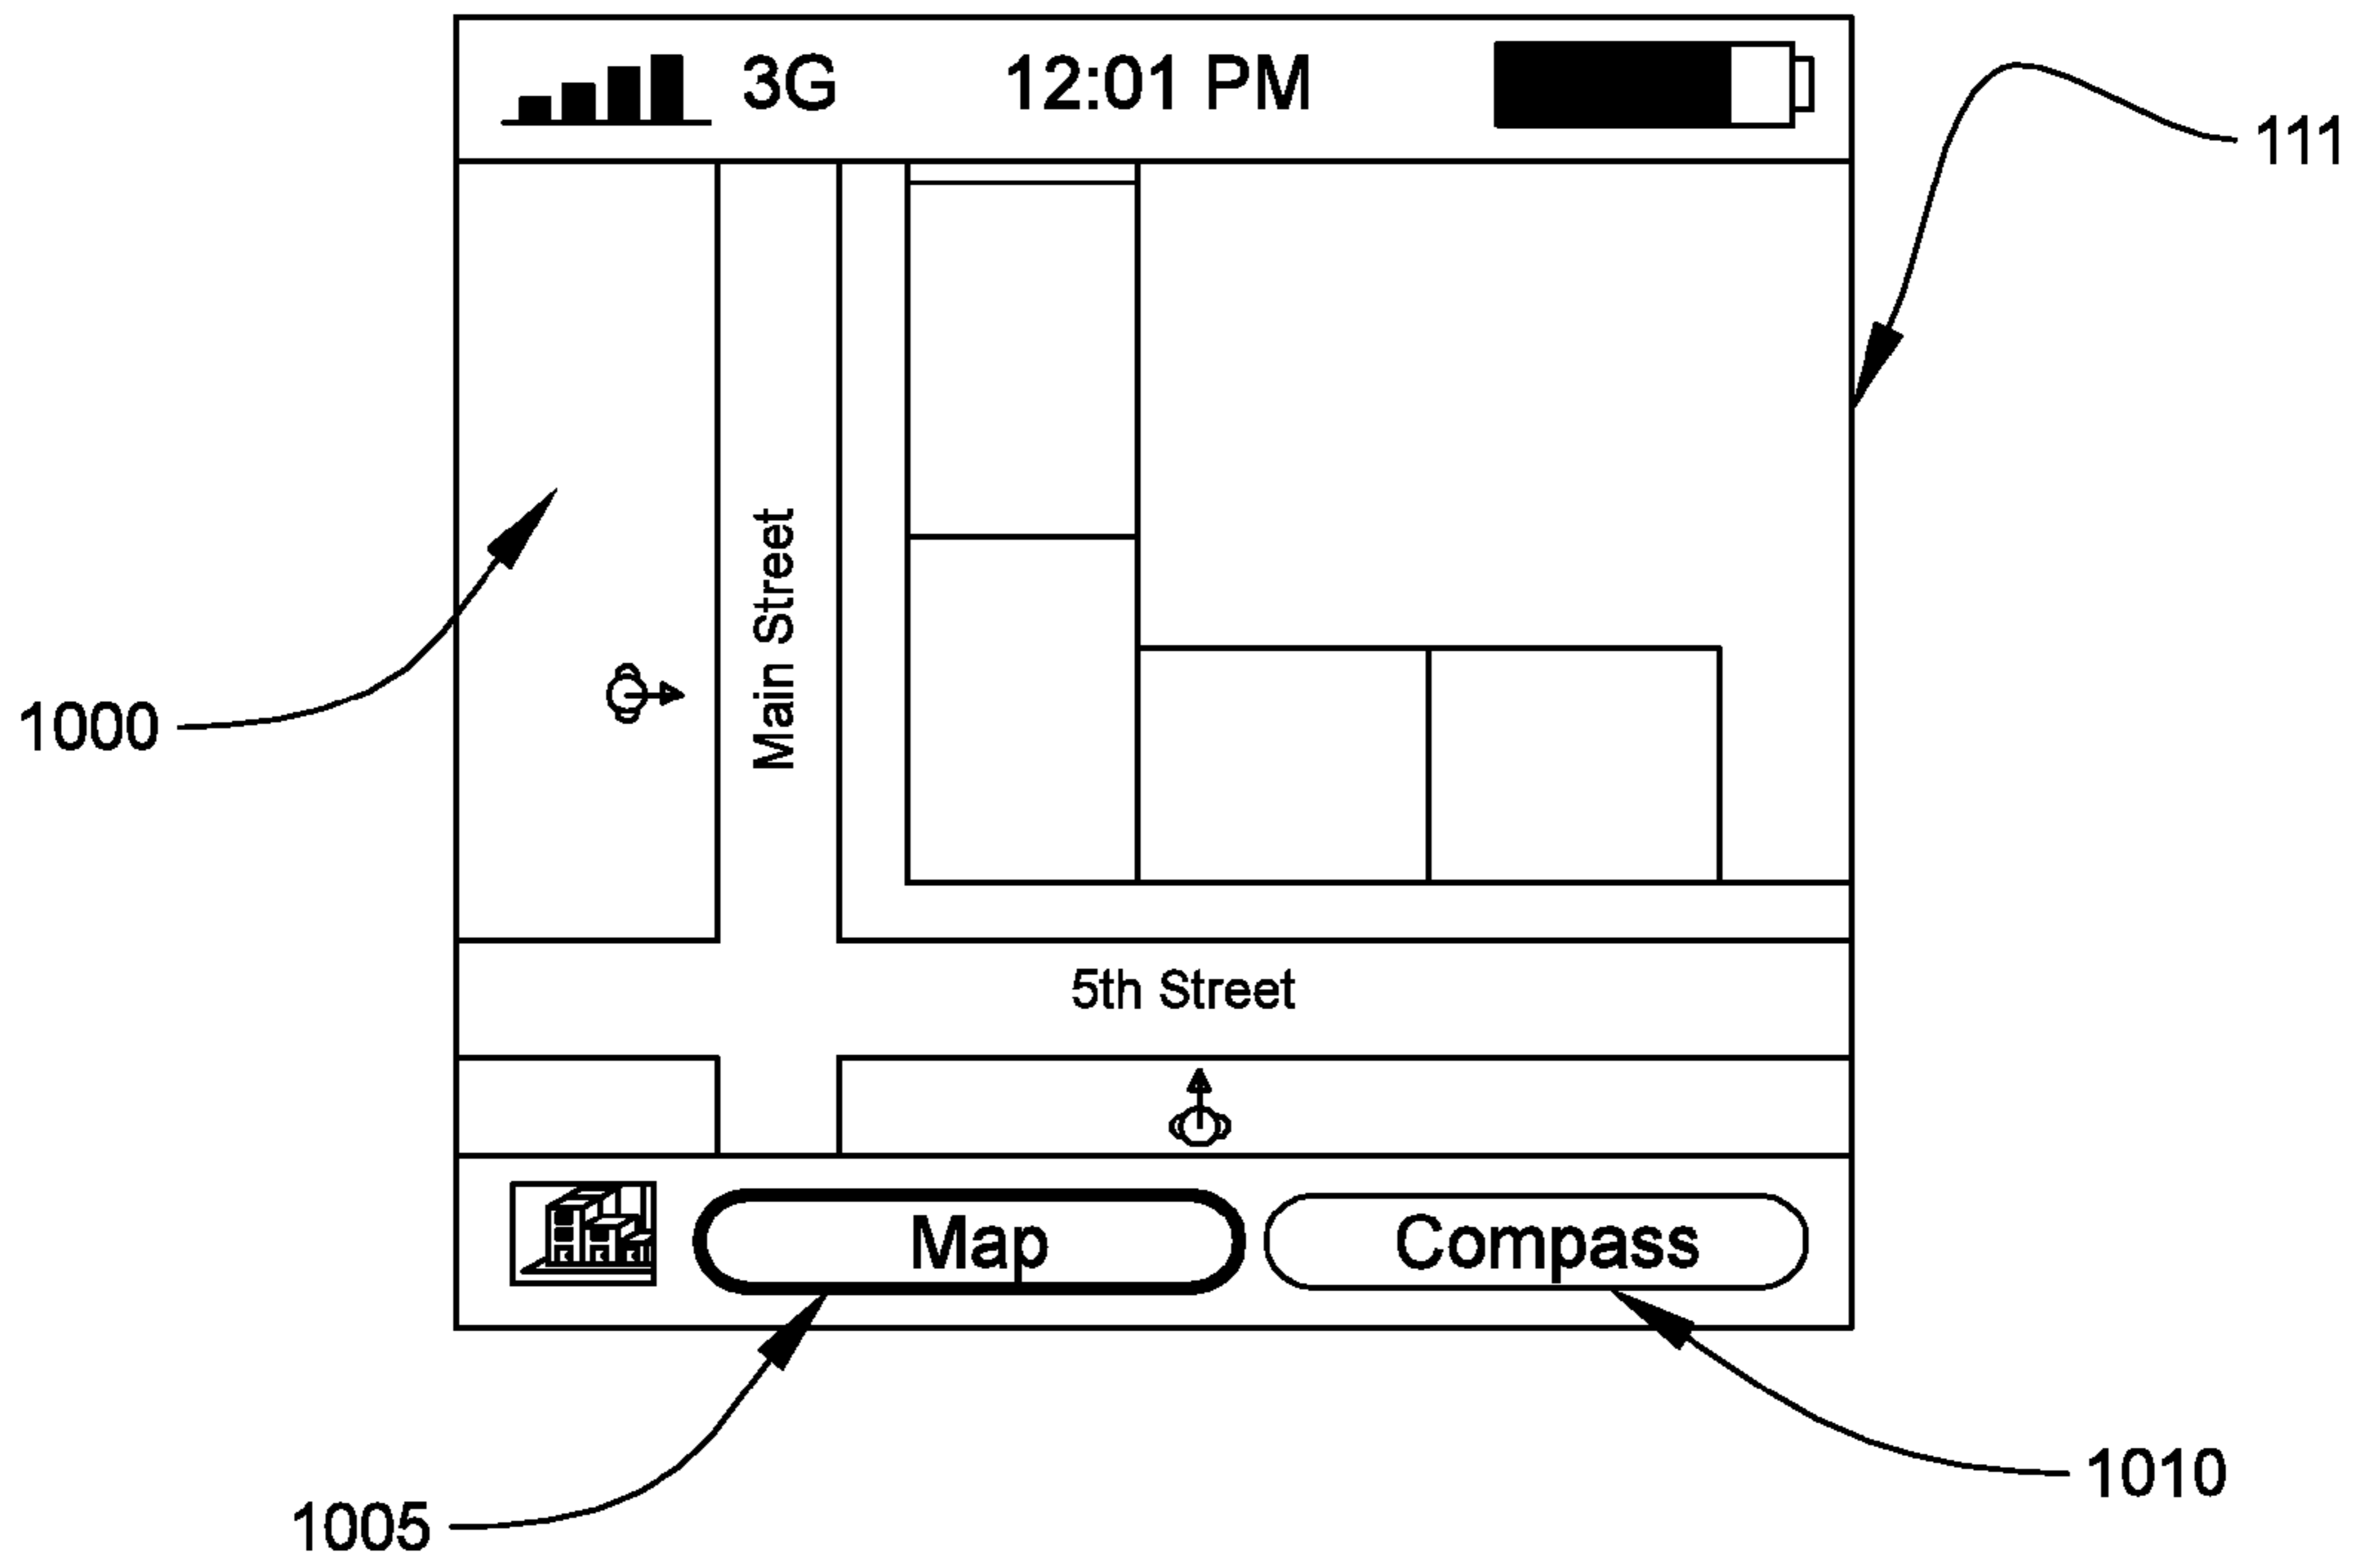 3G 12:01 PM
111
Main Street
1000
5th Street
Map Compass
1010
1005